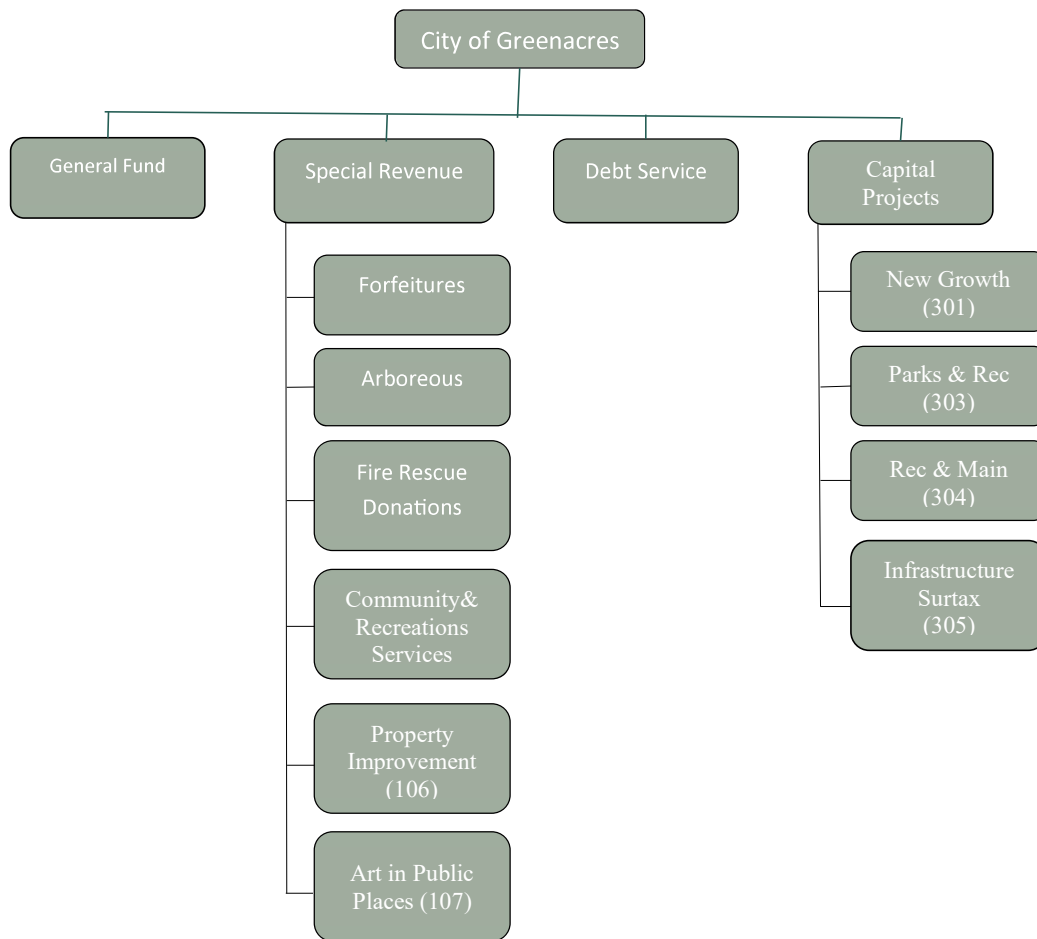 City of Greenacres
General Fund
Special Revenue
Debt Service
Capital
Projects
Forfeitures
Arboreous
Fire Rescue
Donations
Community&
Recreations
Services
Property
Improvement
(106)
Art in Public
Places (107)
New Growth
(301)
Parks & Rec
(303)
Rec & Main
(304)
Infrastructure
Surtax
(305)